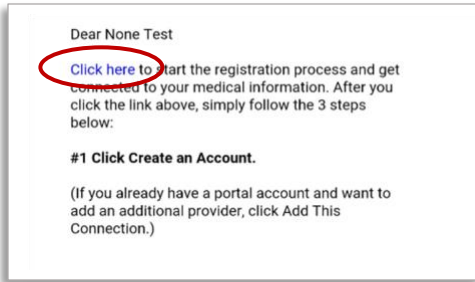 Dear None Test
Click here to start the registration process and get
connected to your medical information. After you
click the link above, simply follow the 3 steps
below:
#1 Click Create an Account.
(If you already have a portal account and want to
add an additional provider, click Add This
Connection.)